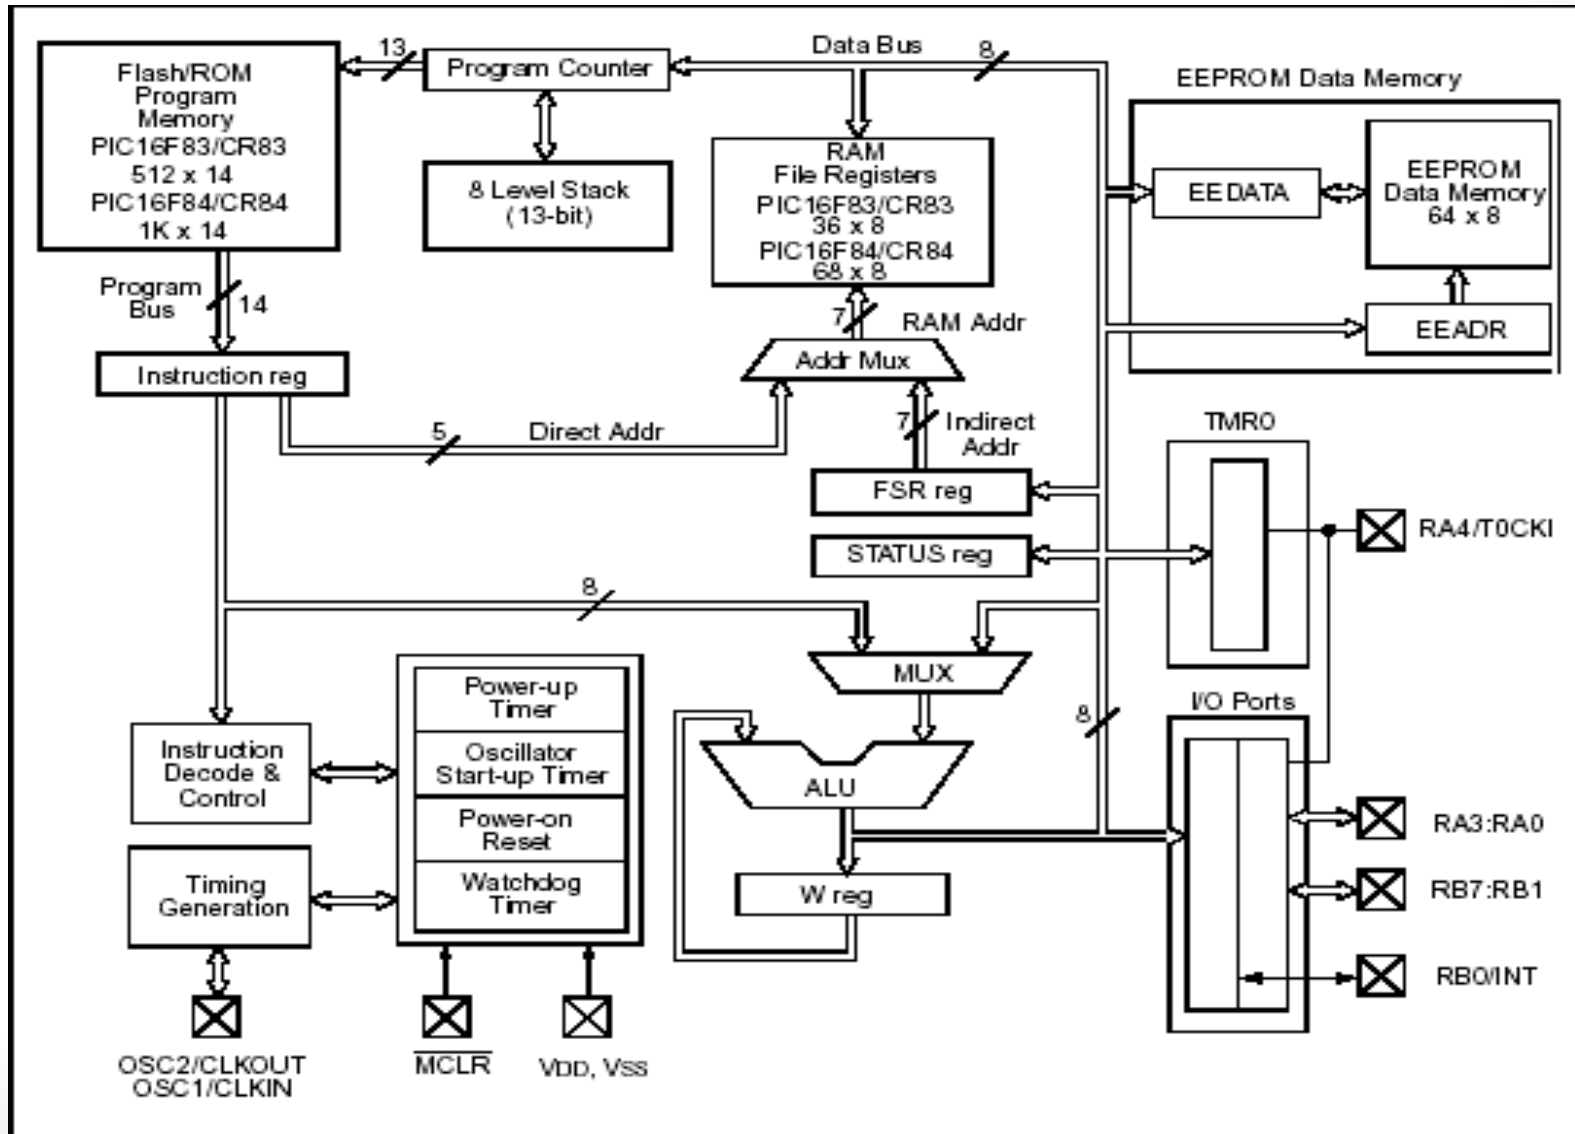 Flash/ROM
Program
Memory
PIC16F83/CR83
512 x 14
PIC16F84/CR84
1K x 14
13
Program Counter
8 Level Stack
(13-bit)
Data Bus
8
RAM
File Registers
PIC16F83/CR83
36 x 8
PIC16F84/CR84
68 x 8
EEPROM Data Memory
EEDATA
EEPROM
Data Memory
64 x 8
EEADR
Program
Bus
14
Instruction reg
7
RAM Addr
Addr Mux
5
Direct Addr
7
Indirect
Addr
FSR reg
STATUS reg
TMR0
RA4/T0CKI
8
MUX
8
I/O Ports
Power-up
Timer
Oscillator
Start-up Timer
Power-on
Reset
Watchdog
Timer
Instruction
Decode &
Control
Timing
Generation
ALU
W reg
RA3:RA0
RB7:RB1
RB0/INT
OSC2/CLKOUT
OSC1/CLKIN
MCLR
VDD, VSS